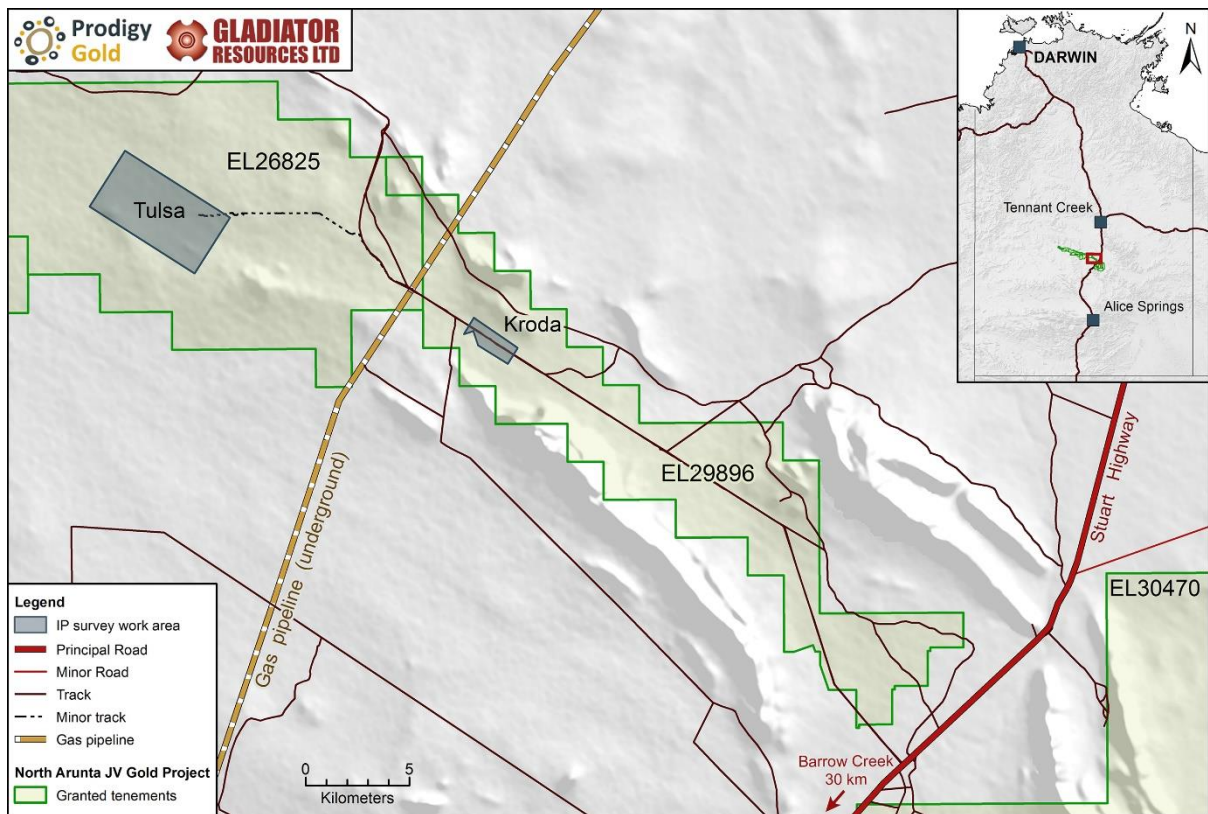 Prodigy
Gold
GLADIATOR
RESOURCES LTD
N
DARWIN
Tennant Creek
Alice Springs
EL26825
Tulsa
Kroda
EL29896
EL30470
Stuart Highway
Gas pipeline (underground)
Barrow Creek
30 km
0 5
Kilometers
Legend
IP survey work area
Principal Road
Minor Road
Track
Minor track
Gas pipeline
North Arunta JV Gold Project
Granted tenements